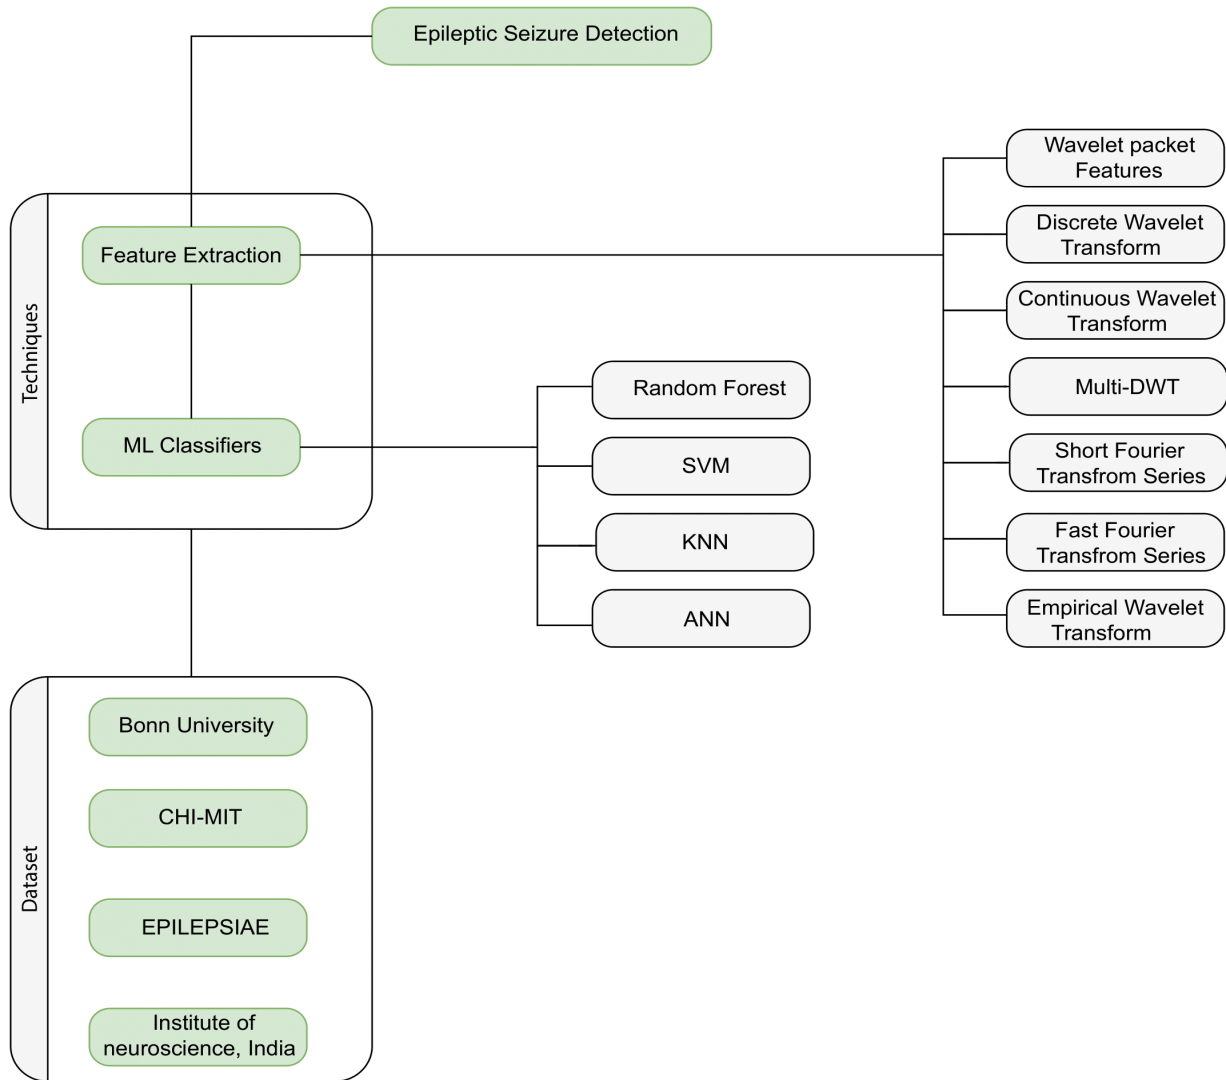 Epileptic Seizure Detection
Techniques
Feature Extraction
ML Classifiers
Wavelet packet
Features
Discrete Wavelet
Transform
Continuous Wavelet
Transform
Multi-DWT
Short Fourier
Transfrom Series
Fast Fourier
Transfrom Series
Empirical Wavelet
Transform
Random Forest
SVM
KNN
ANN
Dataset
Bonn University
CHI-MIT
EPILEPSIAE
Institute of
neuroscience, India